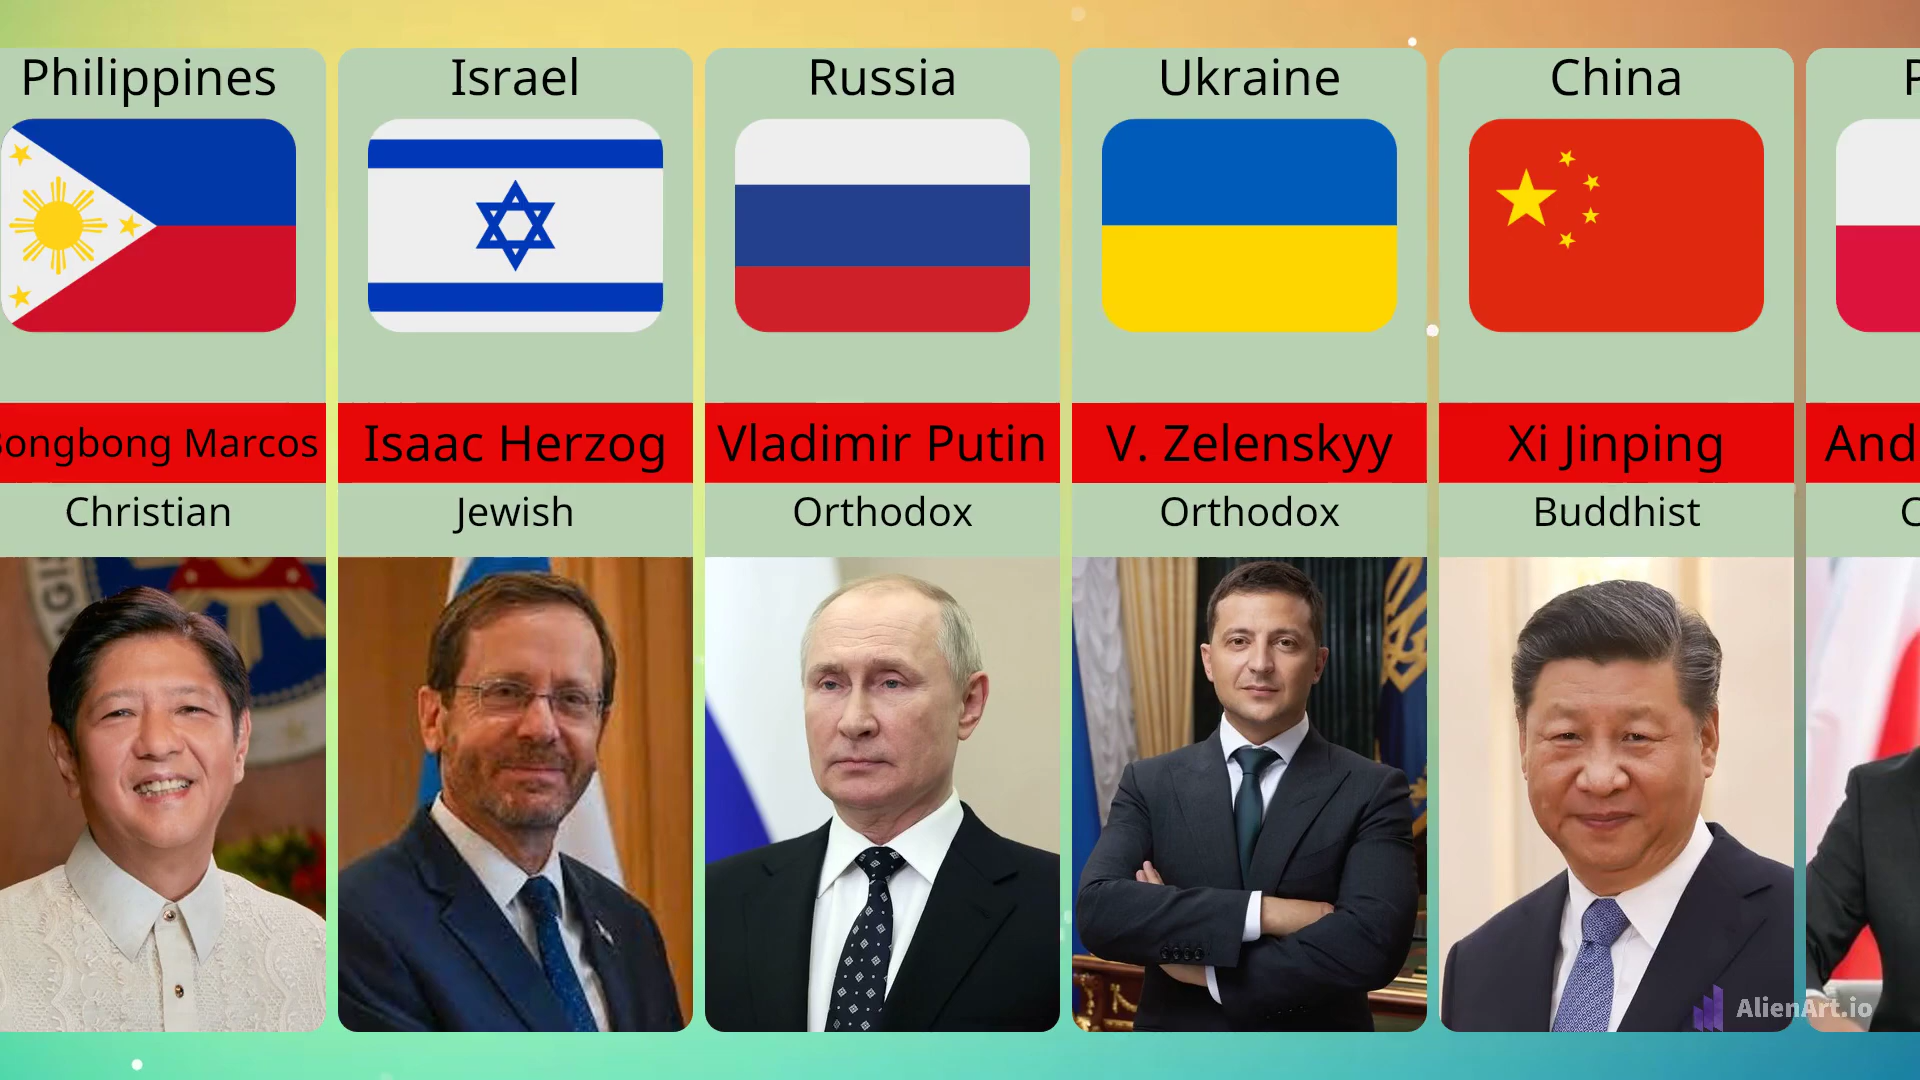 Philippines
Israel
Russia
Ukraine
China
P
Bongbong Marcos
Isaac Herzog
Vladimir Putin
V. Zelenskyy
Xi Jinping
And
Christian
Jewish
Orthodox
Orthodox
Buddhist
C
AlienArt.io